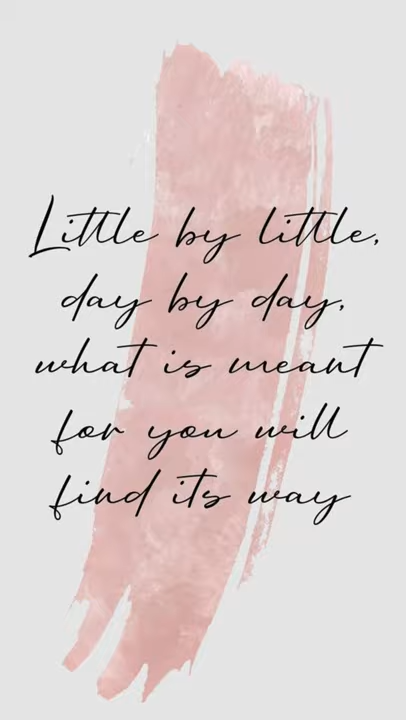 Little by little,
day by day,
what is meant
for you will
find its way